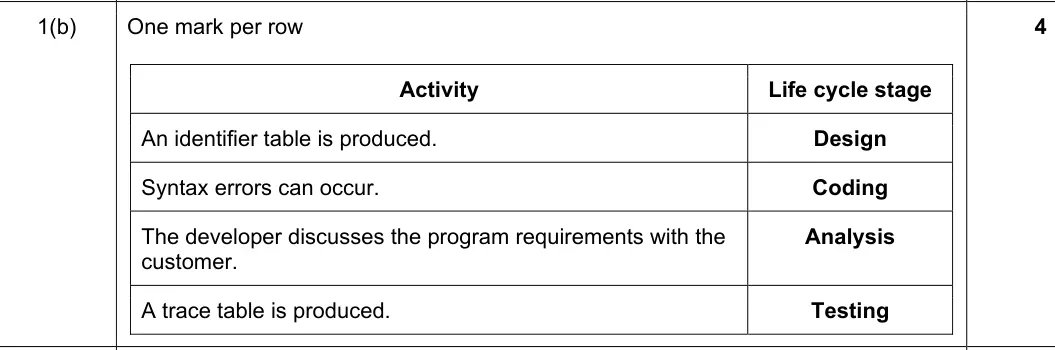 1(b) One mark per row 4
Activity Life cycle stage
An identifier table is produced. Design
Syntax errors can occur. Coding
The developer discusses the program requirements with the Analysis
customer.
A trace table is produced. Testing